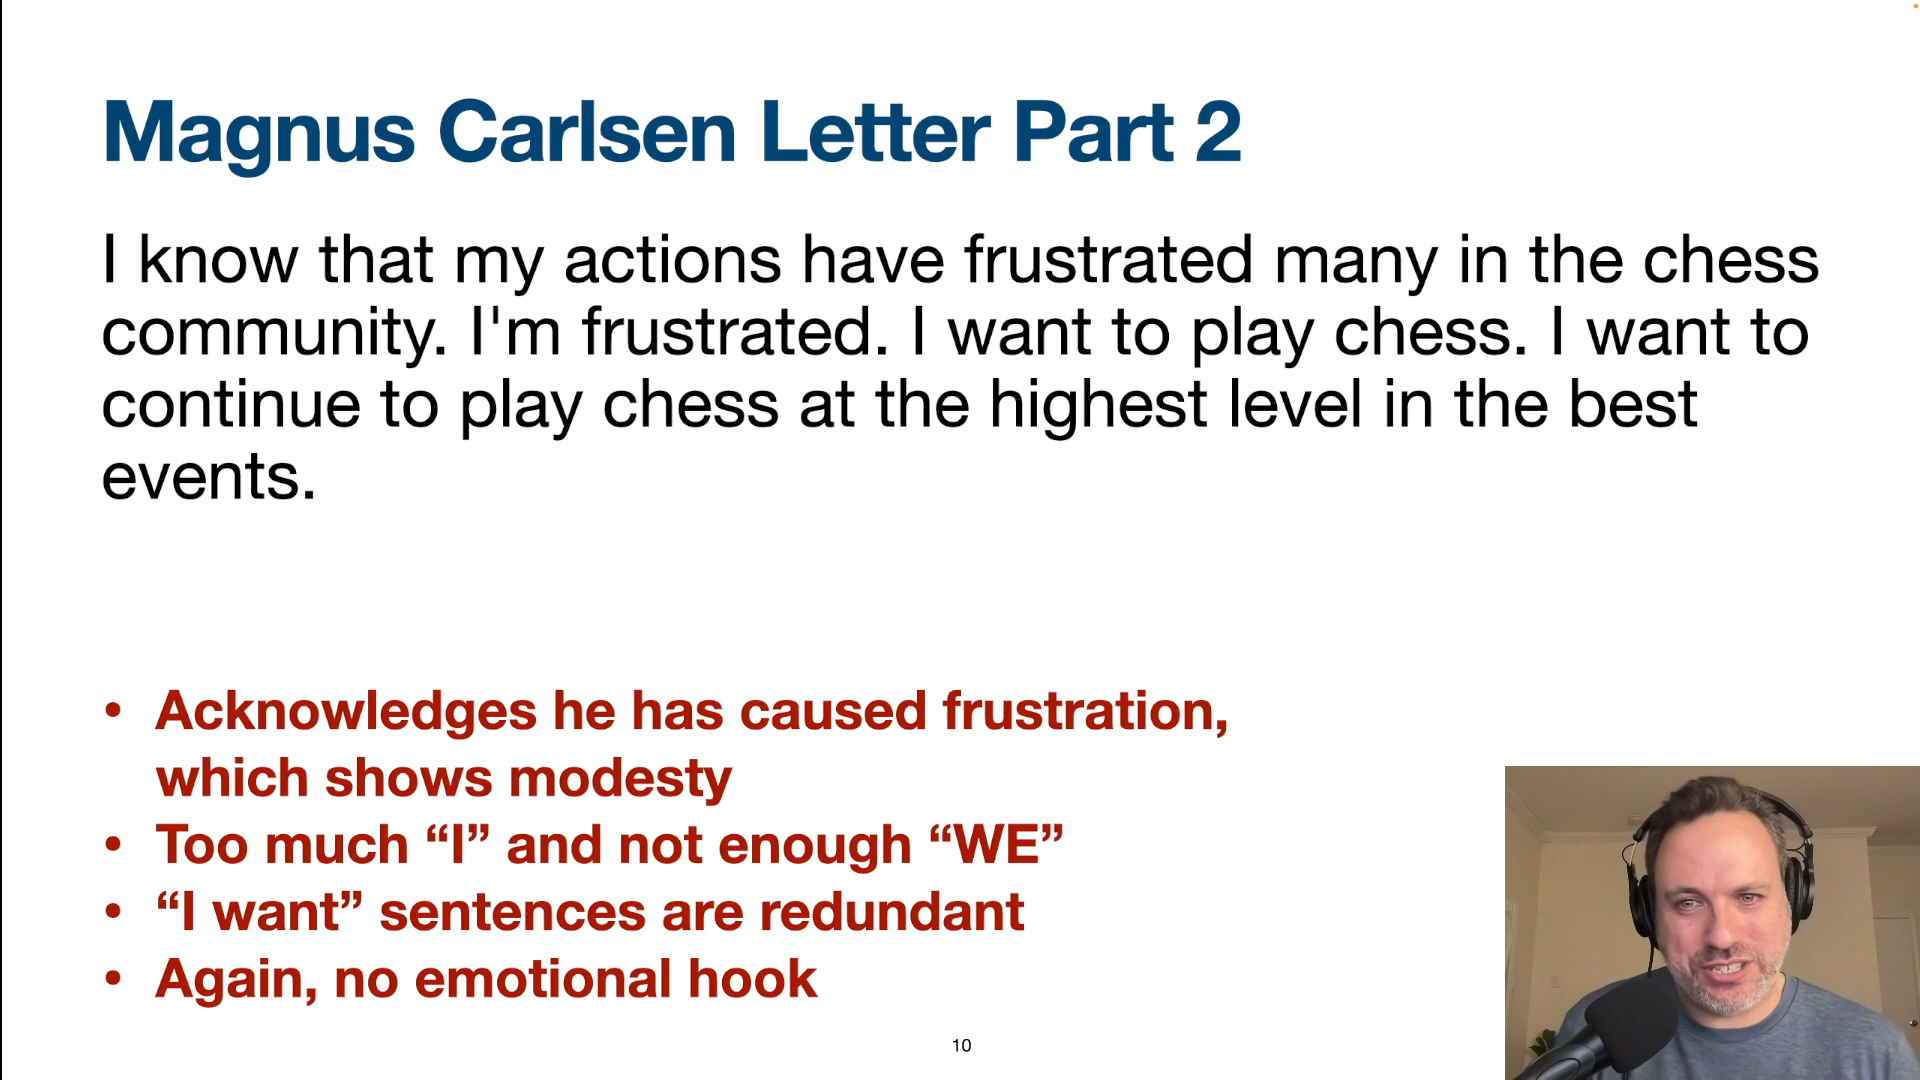 Magnus Carlsen Letter Part 2
I know that my actions have frustrated many in the chess
community. I'm frustrated. I want to play chess. I want to
continue to play chess at the highest level in the best
events.
• Acknowledges he has caused frustration,
which shows modesty
• Too much “I” and not enough “WE”
• “I want” sentences are redundant
• Again, no emotional hook
10